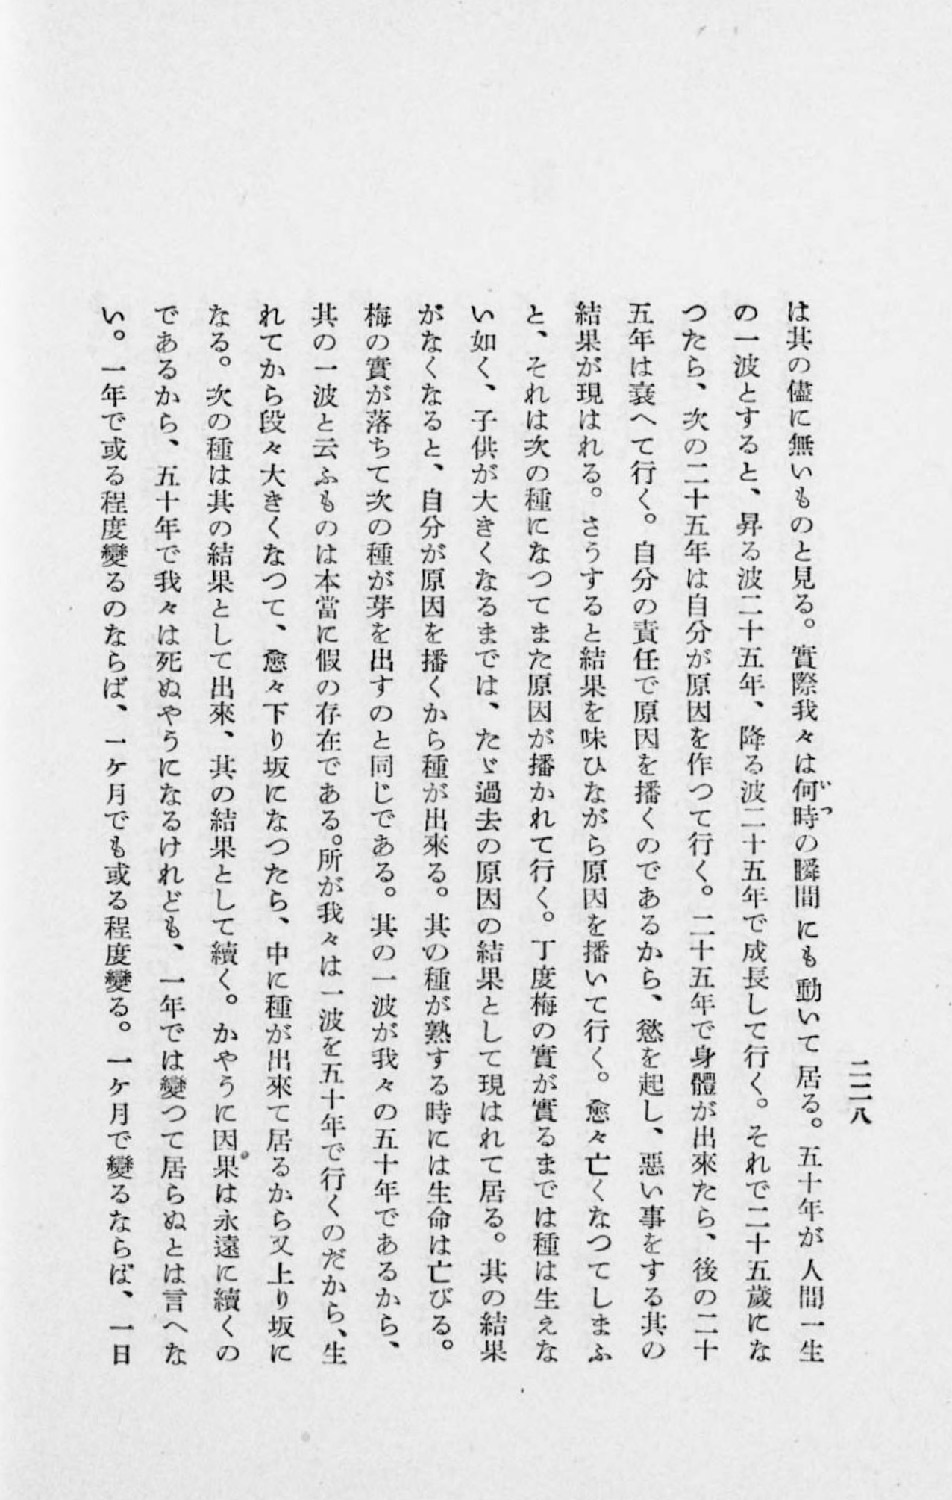 二二八
は其の儘に無いものと見る。實際我々は何時の瞬間にも動いて居る。五十年が人間一生
いつ
の一波とすると、昇る波二十五年、降る波二十五年で成長して行く。それで二十五歲にな
つたら、次の二十五年は自分が原因を作つて行く。二十五年で身體が出來たら、後の二十
五年は衰へて行く。自分の責任で原因を播くのであるから、慾を起し、惡い事をする其の
結果が現はれる。さうすると結果を味ひながら原因を播いて行く。愈々亡くなつてしまふ
と、それは次の種になつてまた原因が播かれて行く。丁度梅の實が實るまでは種は生えな
い如く、子供が大きくなるまでは、たゞ過去の原因の結果として現はれて居る。其の結果
がなくなると、自分が原因を播くから種が出來る。其の種が熟する時には生命は亡びる。
梅の實が落ちて次の種が芽を出すのと同じである。其の一波が我々の五十年であるから、
其の一波と云ふものは本當に假の存在である。所が我々は一波を五十年で行くのだから、生
れてから段々大きくなつて、愈々下り坂になつたら、中に種が出來て居るから又上り坂に
なる。次の種は其の結果として出來、其の結果として續く。かやうに因果は永遠に續くの
であるから、五十年で我々は死ぬやうになるけれども、一年では變つて居らぬとは言へな
い。一年で或る程度變るのならば、一ケ月でも或る程度變る。一ケ月で變るならば、一日